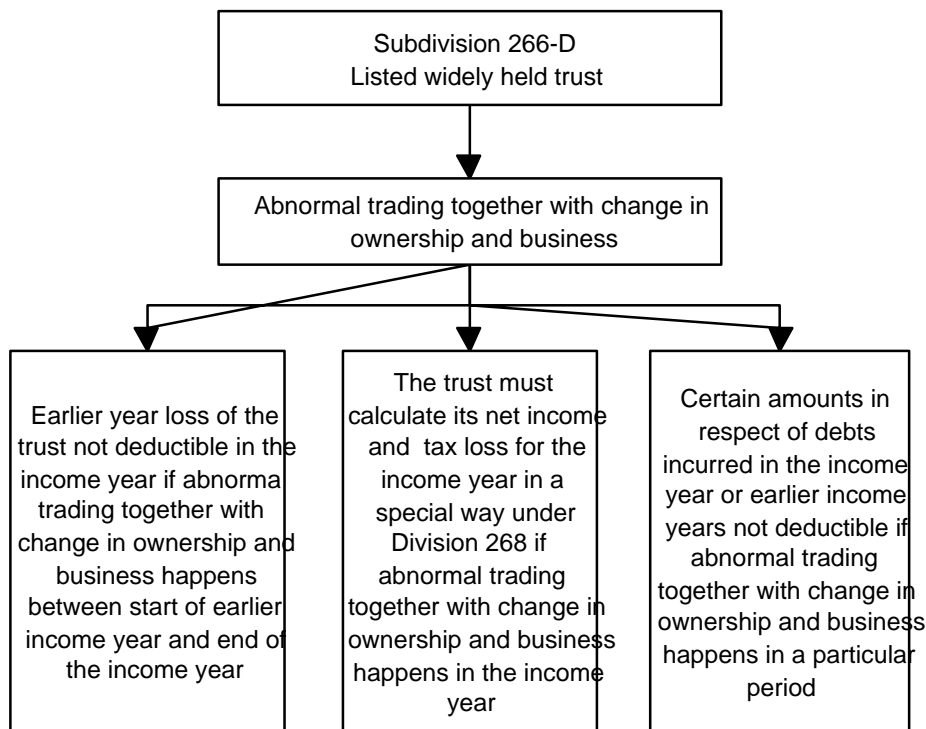 Subdivision 266-D
Listed widely held trust
Abnormal trading together with change in
ownership and business
Earlier year loss of the
trust not deductible in the
income year if abnorma
trading together with
change in ownership and
business happens
between start of earlier
income year and end of
the income year
The trust must
calculate its net income
and tax loss for the
income year in a
special way under
Division 268 if
abnormal trading
together with change in
ownership and business
happens in the income
year
Certain amounts in
respect of debts
incurred in the income
year or earlier income
years not deductible if
abnormal trading
together with change in
ownership and business
happens in a particular
period